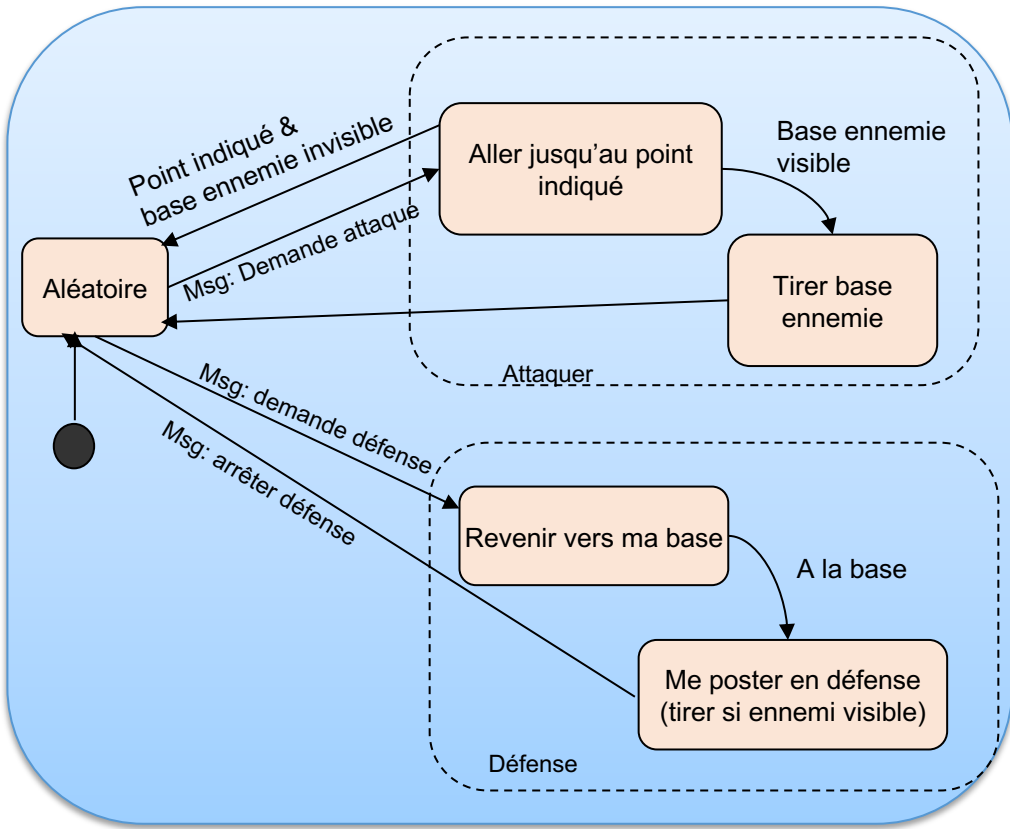 Point indiqué &
base ennemie invisible
Msg: Demande attaque
Aller jusqu’au point
indiqué
Base ennemie
visible
Aléatoire
Tirer base
ennemie
Attaquer
Msg: demande défense
Msg: arrêter défense
Revenir vers ma base
A la base
Me poster en défense
(tirer si ennemi visible)
Défense